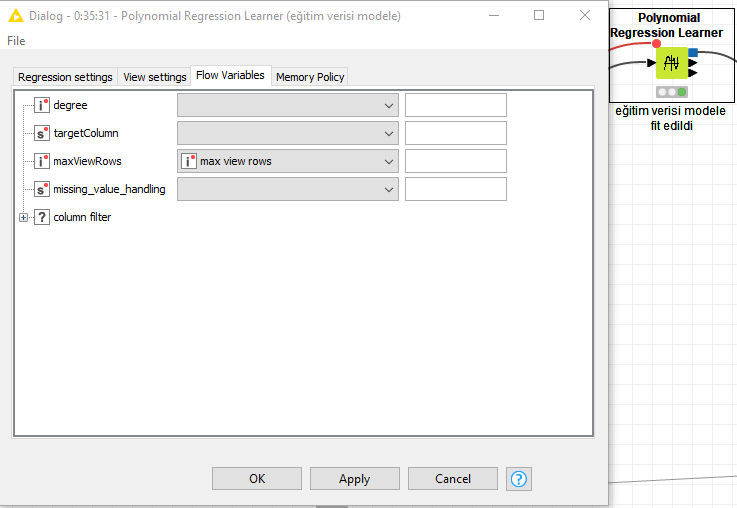 Dialog - 0:35:31 - Polynomial Regression Learner (eğitim verisi modele)
File
Regression settings
View settings
Flow Variables
Memory Policy
i degree
s targetColumn
i maxViewRows
i max view rows
s missing_value_handling
+ ? column filter
OK
Apply
Cancel
?
Polynomial
Regression Learner
eğitim verisi modele
fit edildi